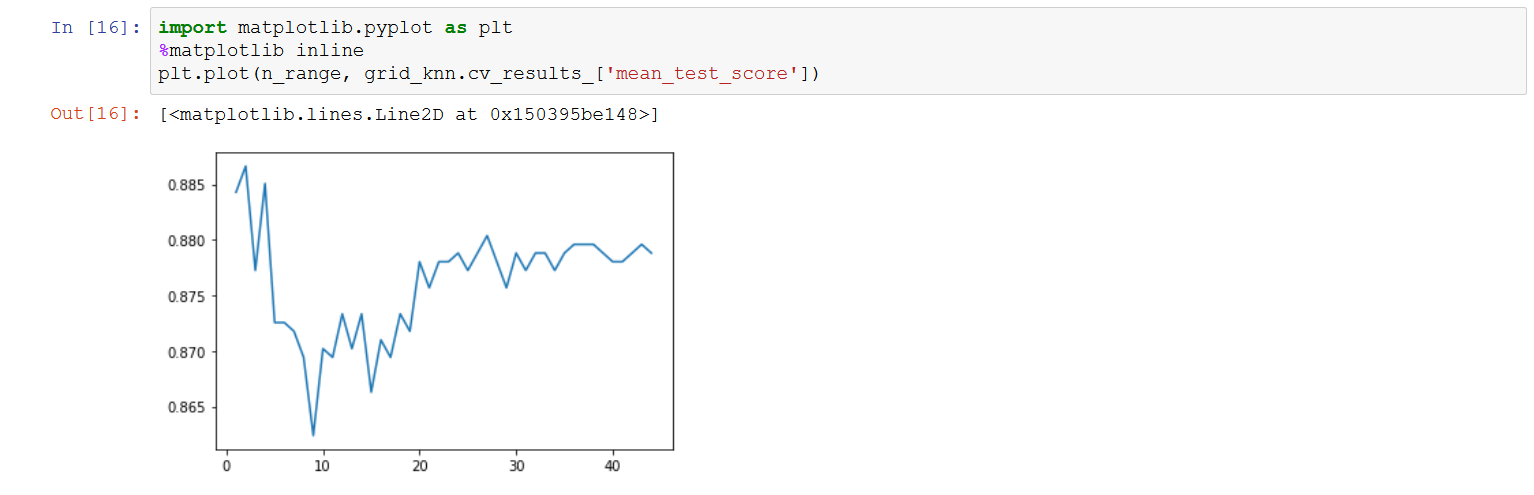 In [16]: import matplotlib.pyplot as plt
%matplotlib inline
plt.plot(n_range, grid_knn.cv_results_['mean_test_score'])
Out[16]: [<matplotlib.lines.Line2D at 0x150395be148>]
0.885
0.880
0.875
0.870
0.865
0 10 20 30 40